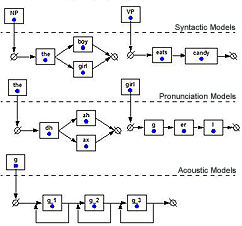 NP
VP
boy
the
girl
eats
candy
Syntactic Models
the
girl
Pronunciation Models
dh
ah
ax
g
er
l
Acoustic Models
g
g_1
g_2
g_3